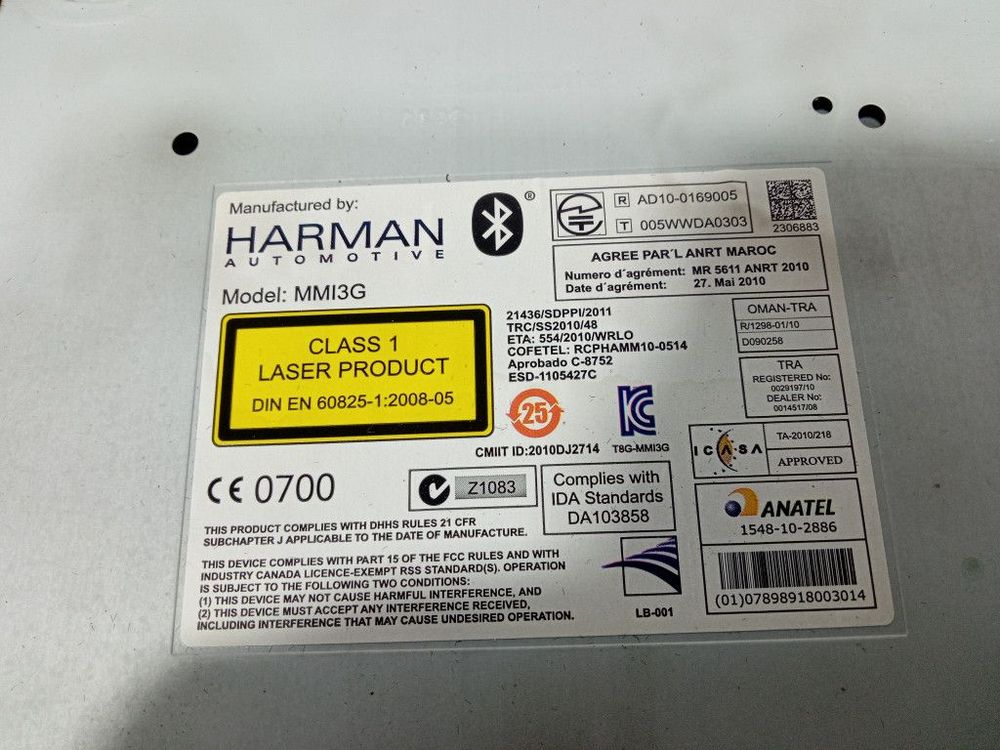 Manufactured by:
HARMAN
AUTOMOTIVE
®
R AD10-0169005
T 005WWDA0303
2306883
Model: MMI3G
AGREE PAR´L ANRT MAROC
Numero d´agrément: MR 5611 ANRT 2010
Date d´agrément: 27. Mai 2010
CLASS 1
LASER PRODUCT
DIN EN 60825-1:2008-05
21436/SDPPI/2011
TRC/SS2010/48
ETA: 554/2010/WRLO
COFETEL: RCPHAMM10-0514
Aprobado C-8752
ESD-1105427C
OMAN-TRA
R/1298-01/10
D090258
TRA
REGISTERED No:
0029197/10
DEALER No:
0014517/08
25
KC
CMIIT ID:2010DJ2714
T8G-MMI3G
ICASA
TA-2010/218
APPROVED
CE 0700
Z1083
Complies with
IDA Standards
DA103858
ANATEL
1548-10-2886
(01)07898918003014
THIS PRODUCT COMPLIES WITH DHHS RULES 21 CFR
SUBCHAPTER J APPLICABLE TO THE DATE OF MANUFACTURE.
THIS DEVICE COMPLIES WITH PART 15 OF THE FCC RULES AND WITH
INDUSTRY CANADA LICENCE-EXEMPT RSS STANDARD(S). OPERATION
IS SUBJECT TO THE FOLLOWING TWO CONDITIONS:
(1) THIS DEVICE MAY NOT CAUSE HARMFUL INTERFERENCE, AND
(2) THIS DEVICE MUST ACCEPT ANY INTERFERENCE RECEIVED,
INCLUDING INTERFERENCE THAT MAY CAUSE UNDESIRED OPERATION.
LB-001